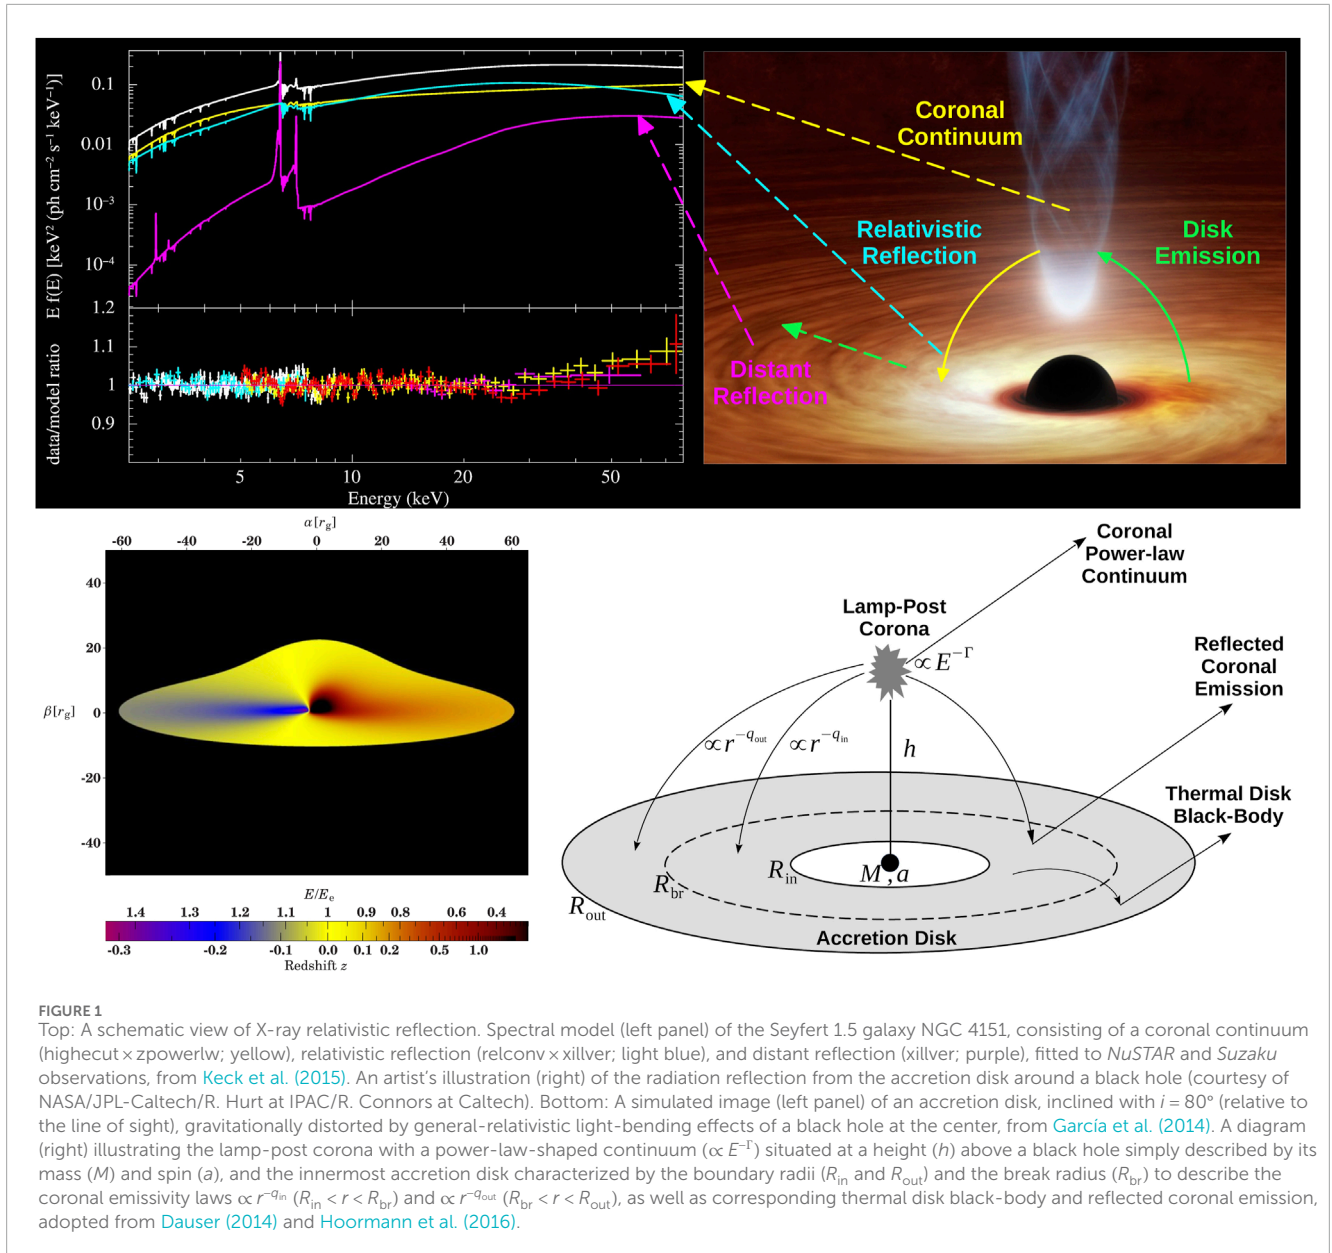 E f(E) [keV² (ph cm⁻² s⁻¹ keV⁻¹)]
0.1
0.01
10⁻³
10⁻⁴
1.2
data/model ratio
1.1
1
0.9
5
10
20
50
Energy (keV)
Coronal
Continuum
Relativistic
Reflection
Disk
Emission
Distant
Reflection
α[r_g]
-60
-40
-20
0
20
40
60
β[r_g]
40
20
0
-20
-40
E/E_e
1.4
1.3
1.2
1.1
1
0.9
0.8
0.6
0.4
-0.3
-0.2
-0.1
0.0
0.1
0.2
0.5
1.0
Redshift z
Coronal
Power-law
Continuum
Lamp-Post
Corona
∝E^−Γ
Reflected
Coronal
Emission
∝r^−q_out
∝r^−q_in
h
Thermal Disk
Black-Body
R_in
M, a
R_br
R_out
Accretion Disk
FIGURE 1
Top: A schematic view of X-ray relativistic reflection. Spectral model (left panel) of the Seyfert 1.5 galaxy NGC 4151, consisting of a coronal continuum
(highecut × zpowerlw; yellow), relativistic reflection (relconv × xillver; light blue), and distant reflection (xillver; purple), fitted to NuSTAR and Suzaku
observations, from Keck et al. (2015). An artist's illustration (right) of the radiation reflection from the accretion disk around a black hole (courtesy of
NASA/JPL-Caltech/R. Hurt at IPAC/R. Connors at Caltech). Bottom: A simulated image (left panel) of an accretion disk, inclined with i = 80° (relative to
the line of sight), gravitationally distorted by general-relativistic light-bending effects of a black hole at the center, from García et al. (2014). A diagram
(right) illustrating the lamp-post corona with a power-law-shaped continuum (∝ E^−Γ) situated at a height (h) above a black hole simply described by its
mass (M) and spin (a), and the innermost accretion disk characterized by the boundary radii (R_in and R_out) and the break radius (R_br) to describe the
coronal emissivity laws ∝ r^−q_in (R_in < r < R_br) and ∝ r^−q_out (R_br < r < R_out), as well as corresponding thermal disk black-body and reflected coronal emission,
adopted from Dauser (2014) and Hoormann et al. (2016).